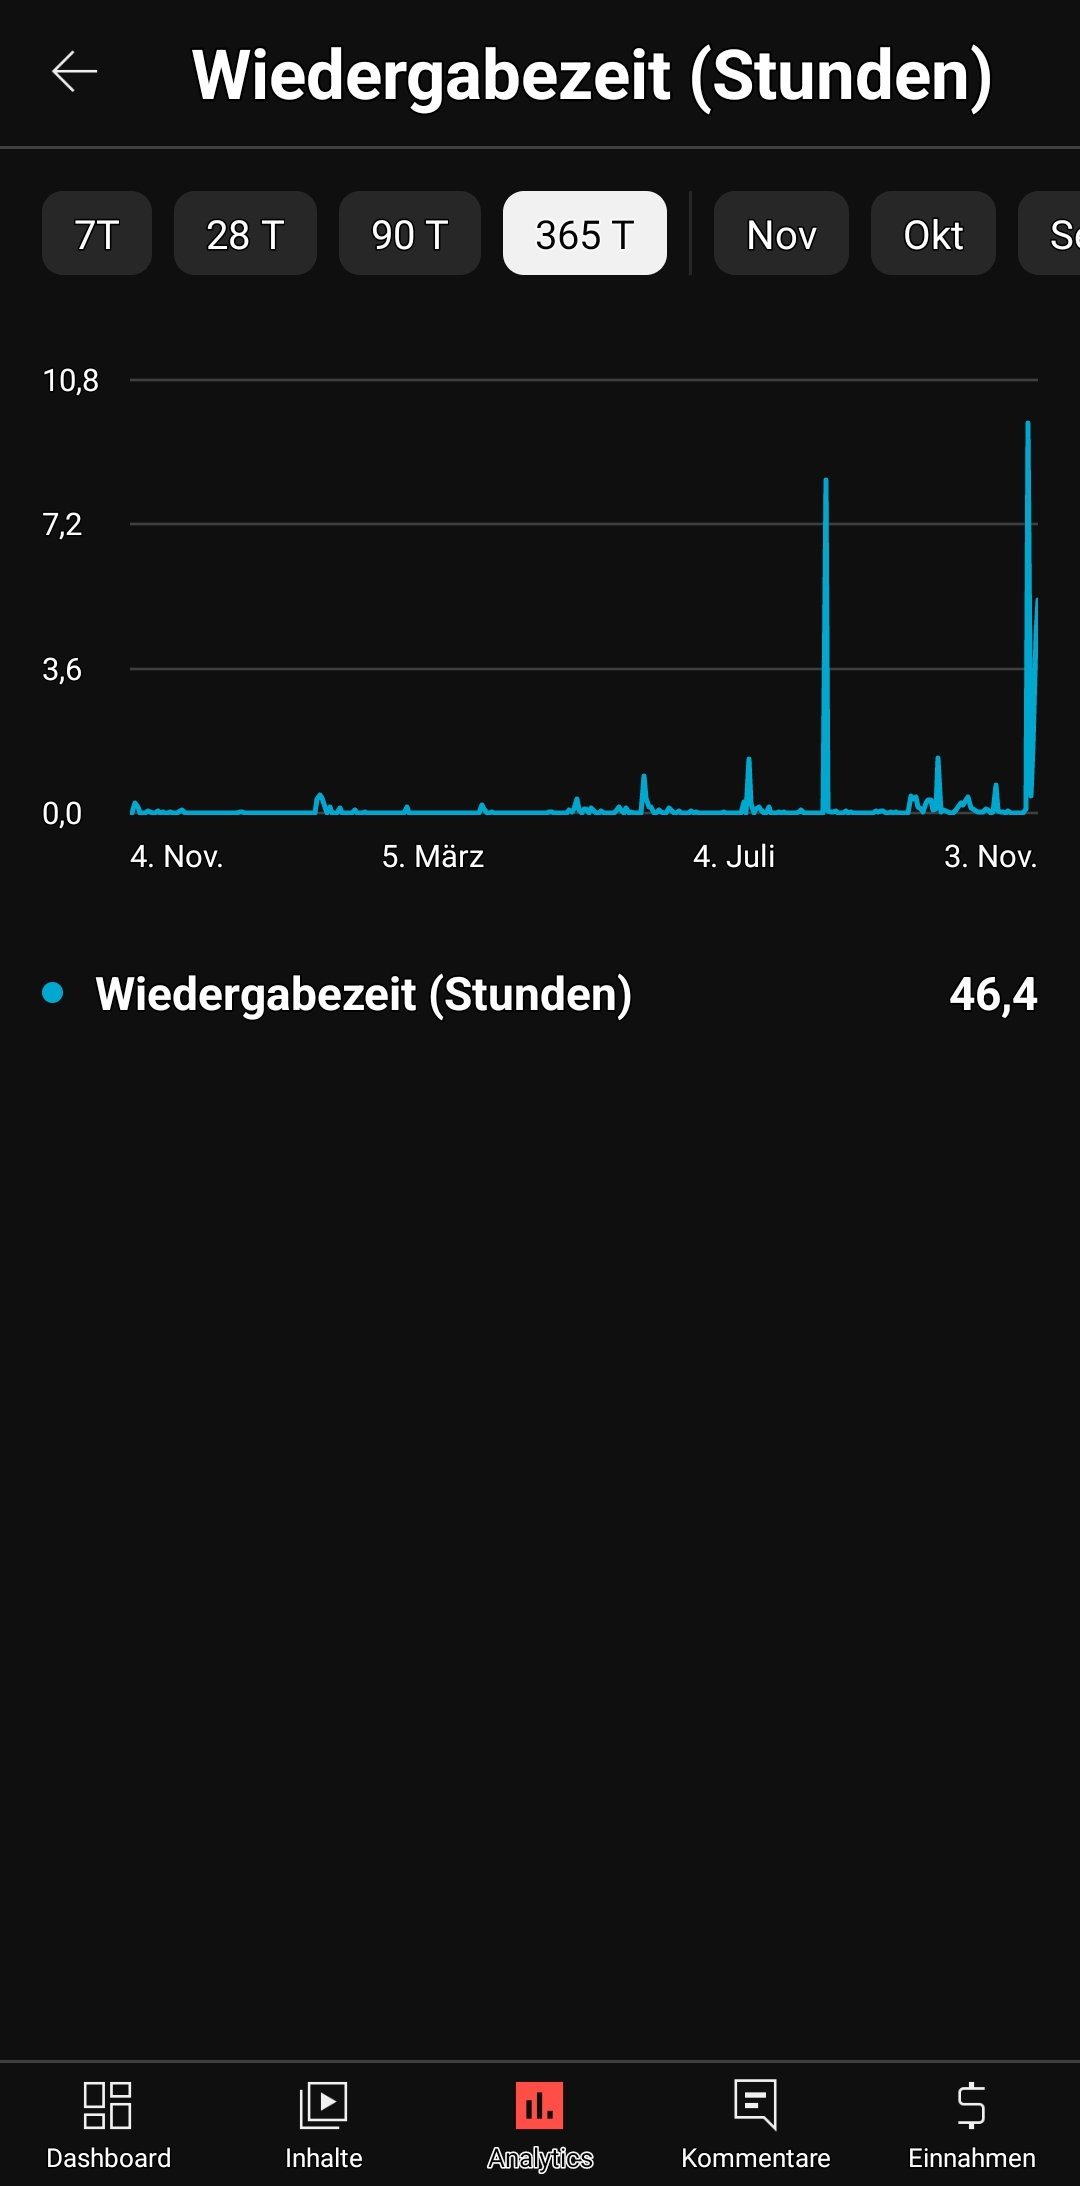 Wiedergabezeit (Stunden)
7T 28 T 90 T 365 T Nov Okt Se
10,8
7,2
3,6
0,0
4. Nov. 5. März 4. Juli 3. Nov.
Wiedergabezeit (Stunden) 46,4
Dashboard Inhalte Analytics Kommentare Einnahmen